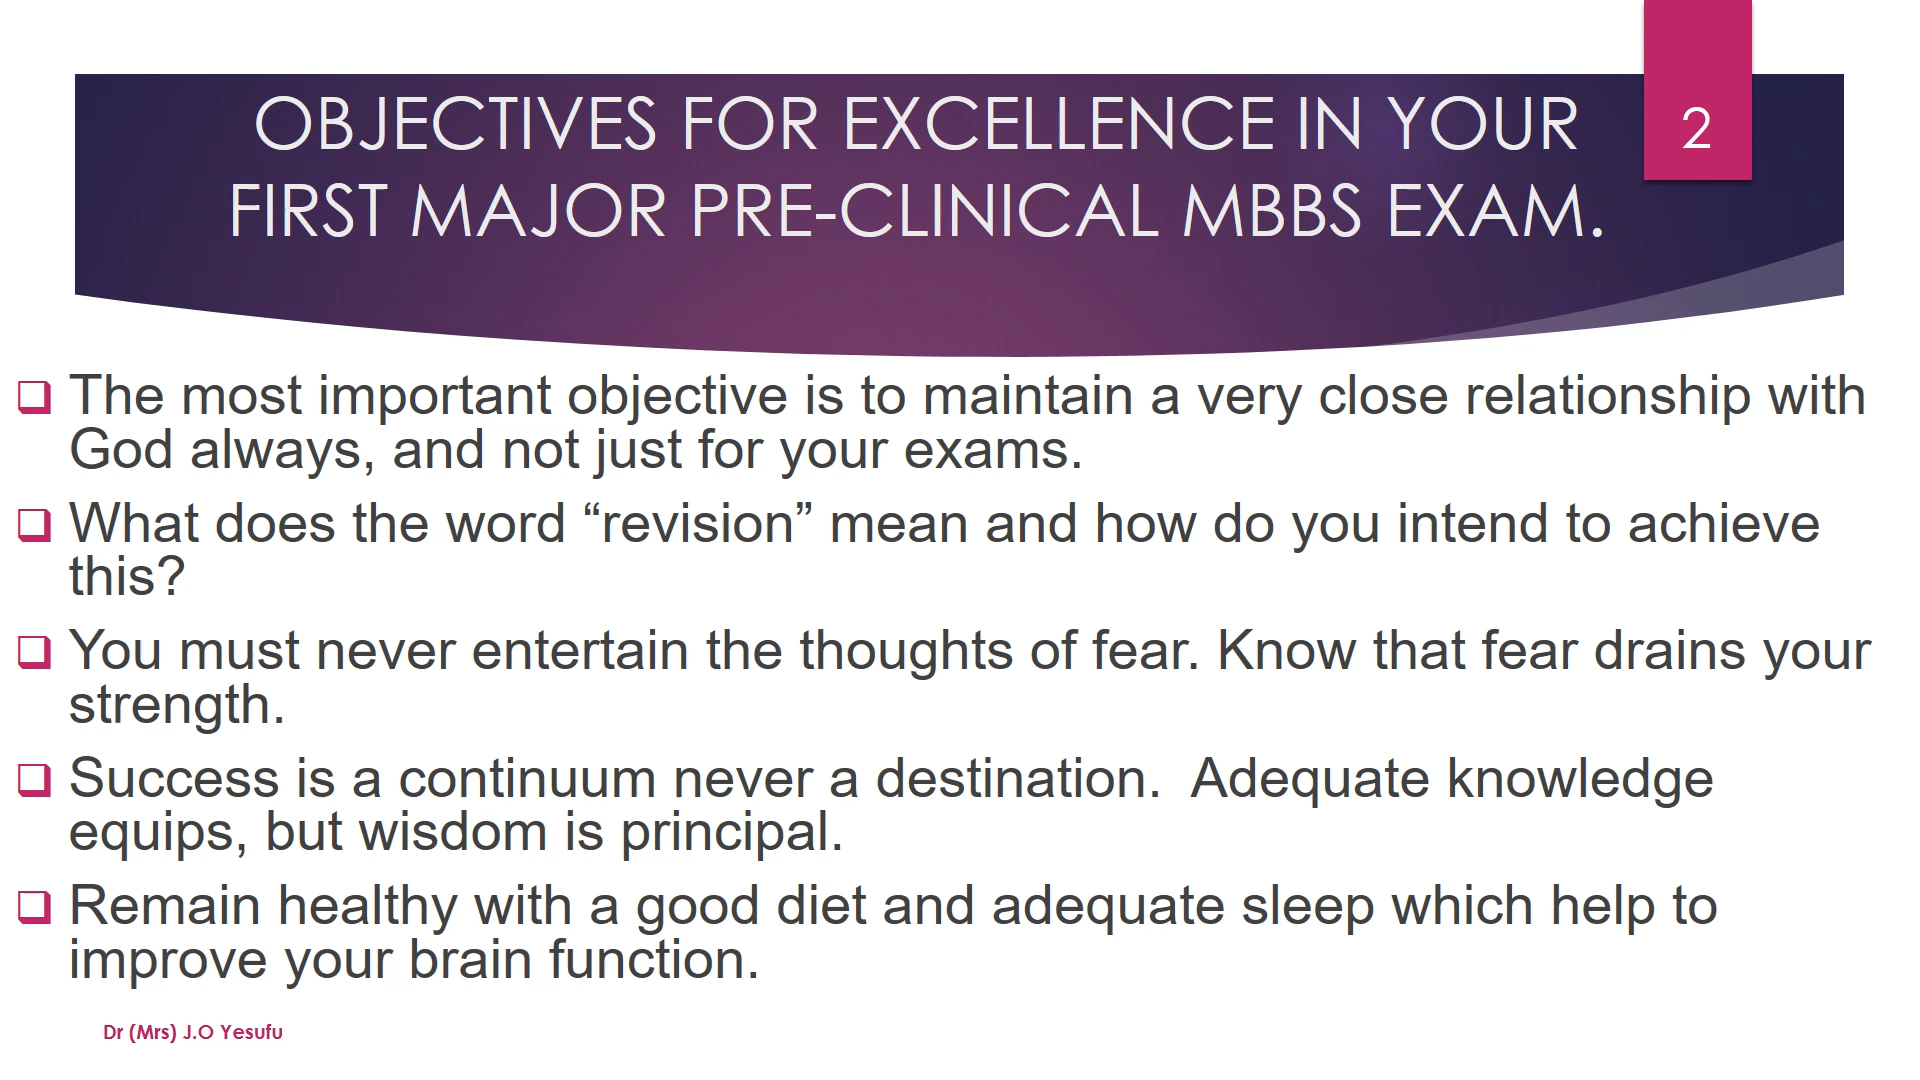 2
OBJECTIVES FOR EXCELLENCE IN YOUR
FIRST MAJOR PRE-CLINICAL MBBS EXAM.
The most important objective is to maintain a very close relationship with
God always, and not just for your exams.
What does the word “revision” mean and how do you intend to achieve
this?
You must never entertain the thoughts of fear. Know that fear drains your
strength.
Success is a continuum never a destination.  Adequate knowledge
equips, but wisdom is principal.
Remain healthy with a good diet and adequate sleep which help to
improve your brain function.
Dr (Mrs) J.O Yesufu